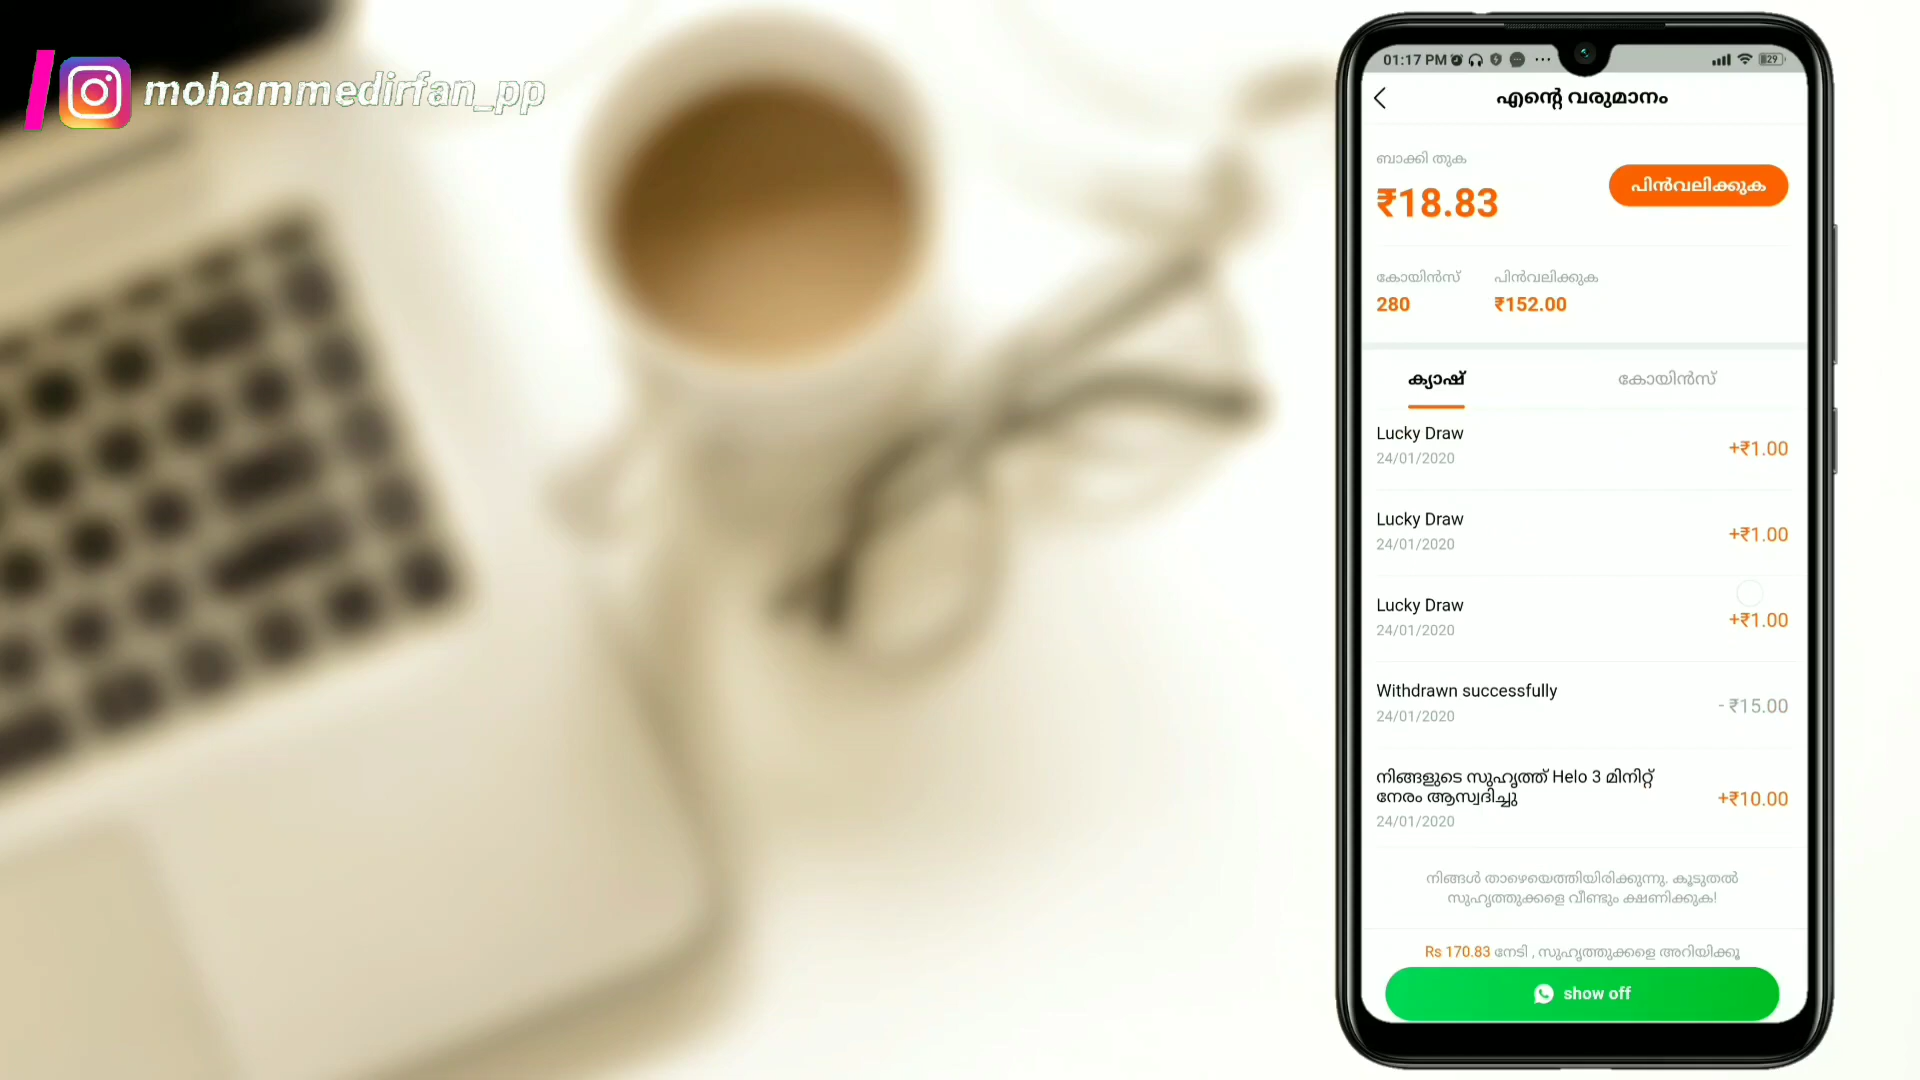 mohammedirfan_pp
01:17 PM
29
എന്റെ വരുമാനം
ബാക്കി തുക
₹18.83
പിൻവലിക്കുക
കോയിൻസ്
പിൻവലിക്കുക
280
₹152.00
ക്യാഷ്
കോയിൻസ്
Lucky Draw
24/01/2020
+₹1.00
Lucky Draw
24/01/2020
+₹1.00
Lucky Draw
24/01/2020
+₹1.00
Withdrawn successfully
24/01/2020
- ₹15.00
നിങ്ങളുടെ സുഹൃത്ത് Helo 3 മിനിറ്റ്
നേരം ആസ്വദിച്ചു
24/01/2020
+₹10.00
നിങ്ങൾ താഴെയെത്തിയിരിക്കുന്നു. കൂടുതൽ
സുഹൃത്തുക്കളെ വീണ്ടും ക്ഷണിക്കുക!
Rs 170.83 നേടി , സുഹൃത്തുക്കളെ അറിയിക്കൂ
show off